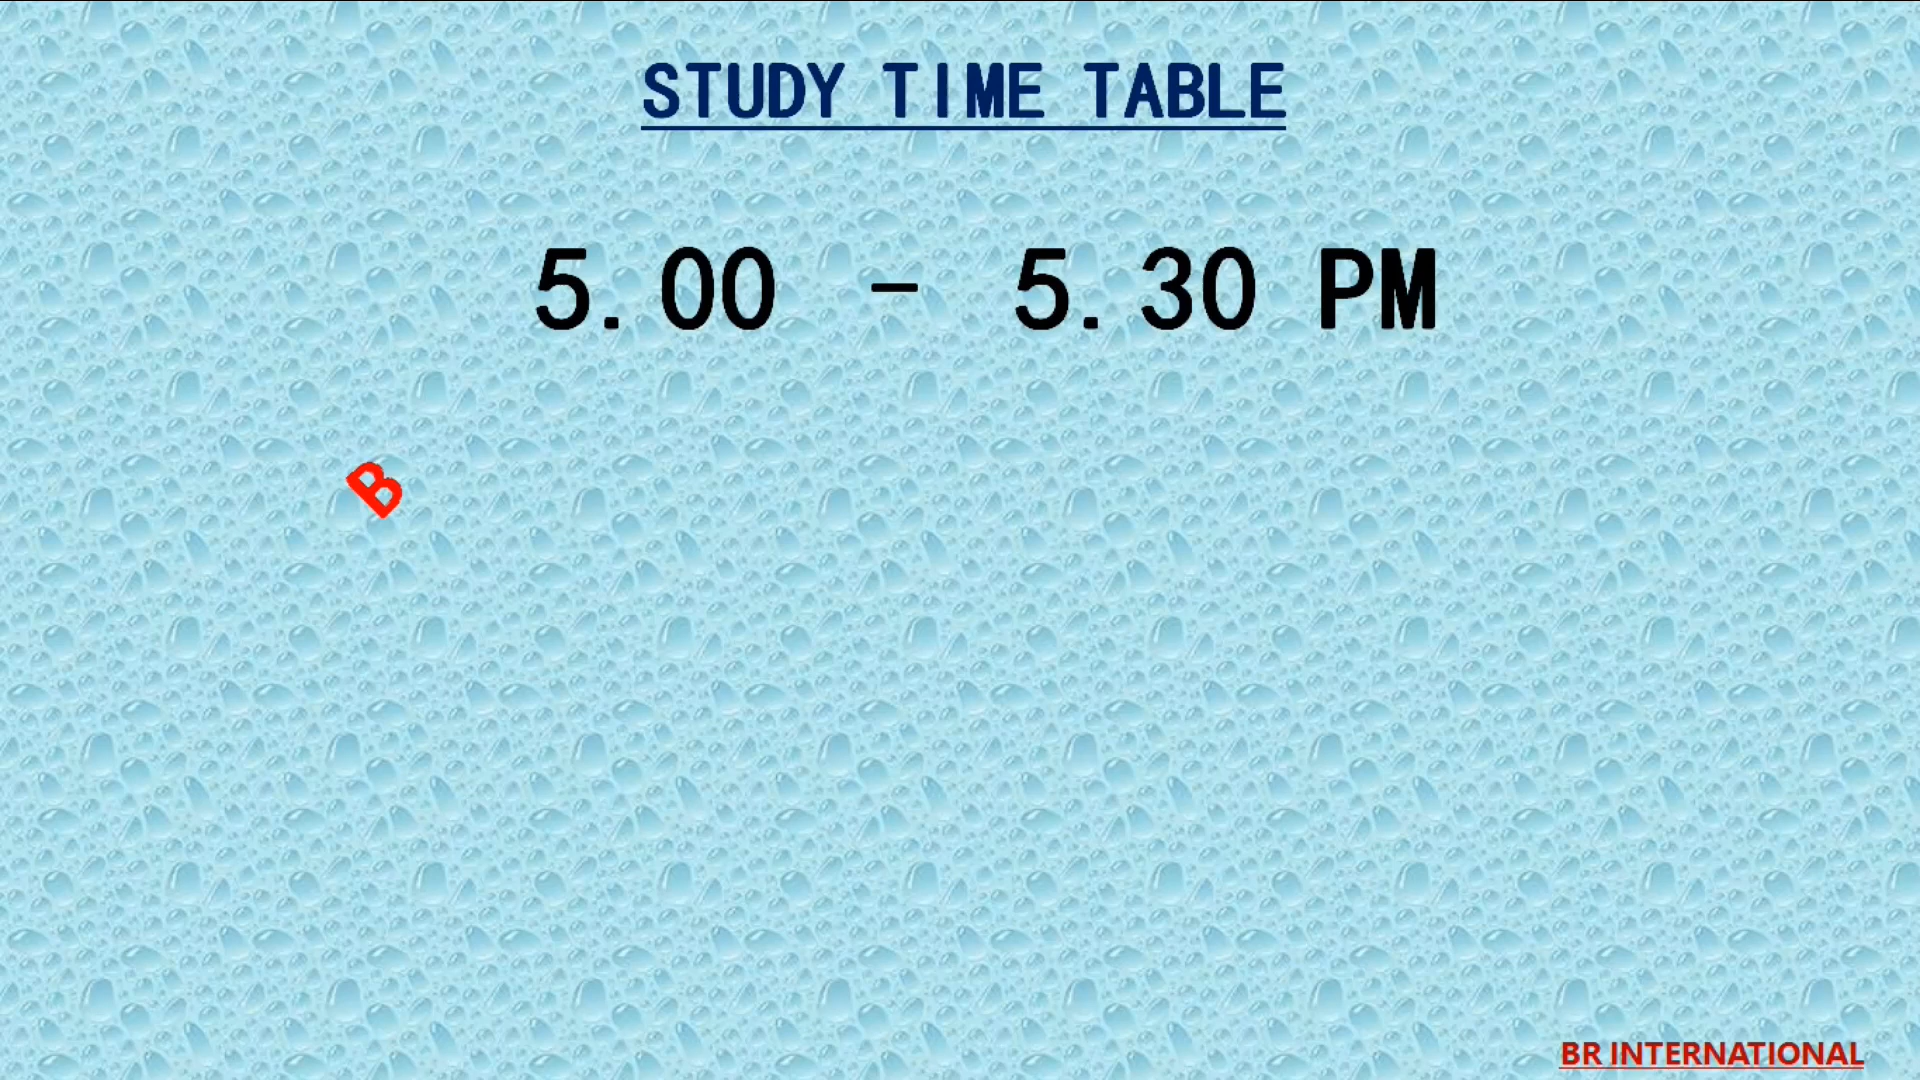 STUDY TIME TABLE
5.00 - 5.30 PM
B
BR INTERNATIONAL